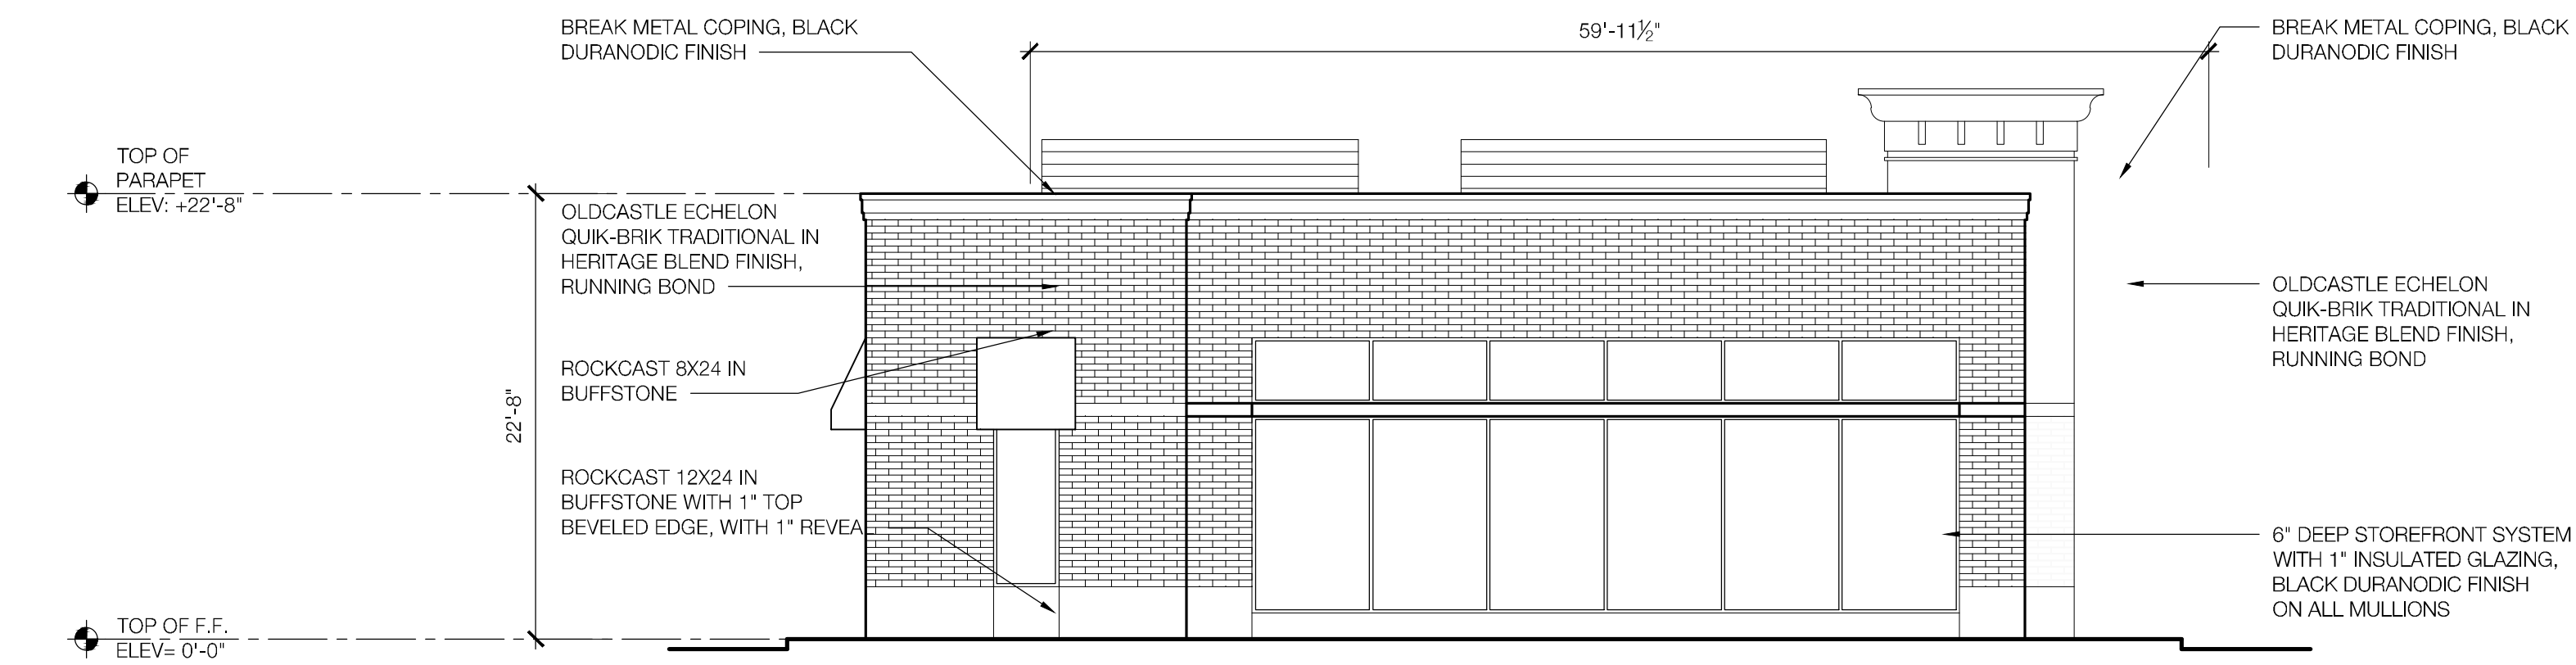 BREAK METAL COPING, BLACK
DURANODIC FINISH
59'-11½"
BREAK METAL COPING, BLACK
DURANODIC FINISH
TOP OF
PARAPET
ELEV: +22'-8"
OLDCASTLE ECHELON
QUIK-BRIK TRADITIONAL IN
HERITAGE BLEND FINISH,
RUNNING BOND
ROCKCAST 8X24 IN
BUFFSTONE
22'-8"
ROCKCAST 12X24 IN
BUFFSTONE WITH 1" TOP
BEVELED EDGE, WITH 1" REVEAL
OLDCASTLE ECHELON
QUIK-BRIK TRADITIONAL IN
HERITAGE BLEND FINISH,
RUNNING BOND
6" DEEP STOREFRONT SYSTEM
WITH 1" INSULATED GLAZING,
BLACK DURANODIC FINISH
ON ALL MULLIONS
TOP OF F.F.
ELEV= 0'-0"